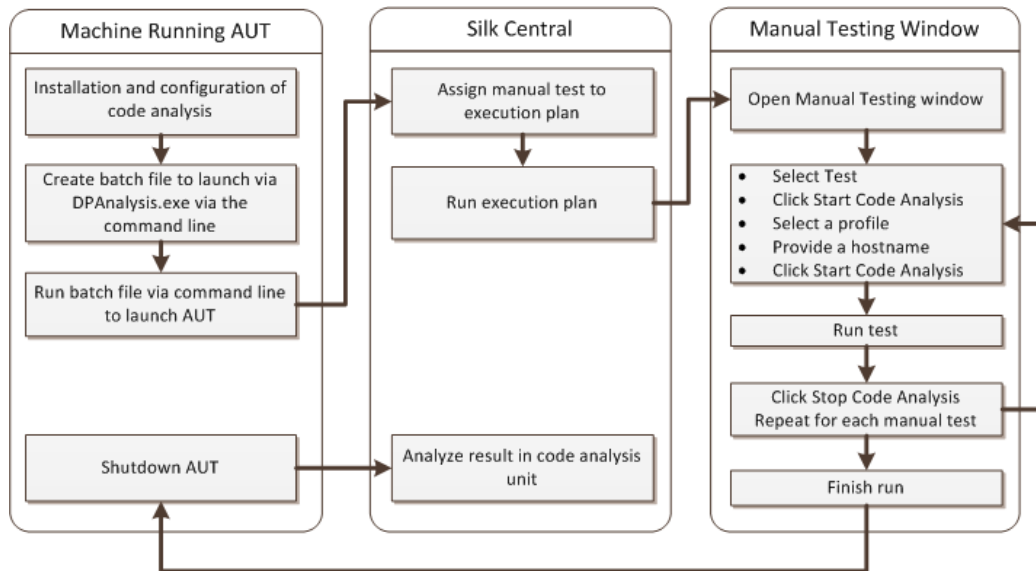 Machine Running AUT
Installation and configuration of
code analysis
Create batch file to launch via
DPAnalysis.exe via the
command line
Run batch file via command line
to launch AUT
Shutdown AUT
Silk Central
Assign manual test to
execution plan
Run execution plan
Analyze result in code analysis
unit
Manual Testing Window
Open Manual Testing window
• Select Test
• Click Start Code Analysis
• Select a profile
• Provide a hostname
• Click Start Code Analysis
Run test
Click Stop Code Analysis
Repeat for each manual test
Finish run